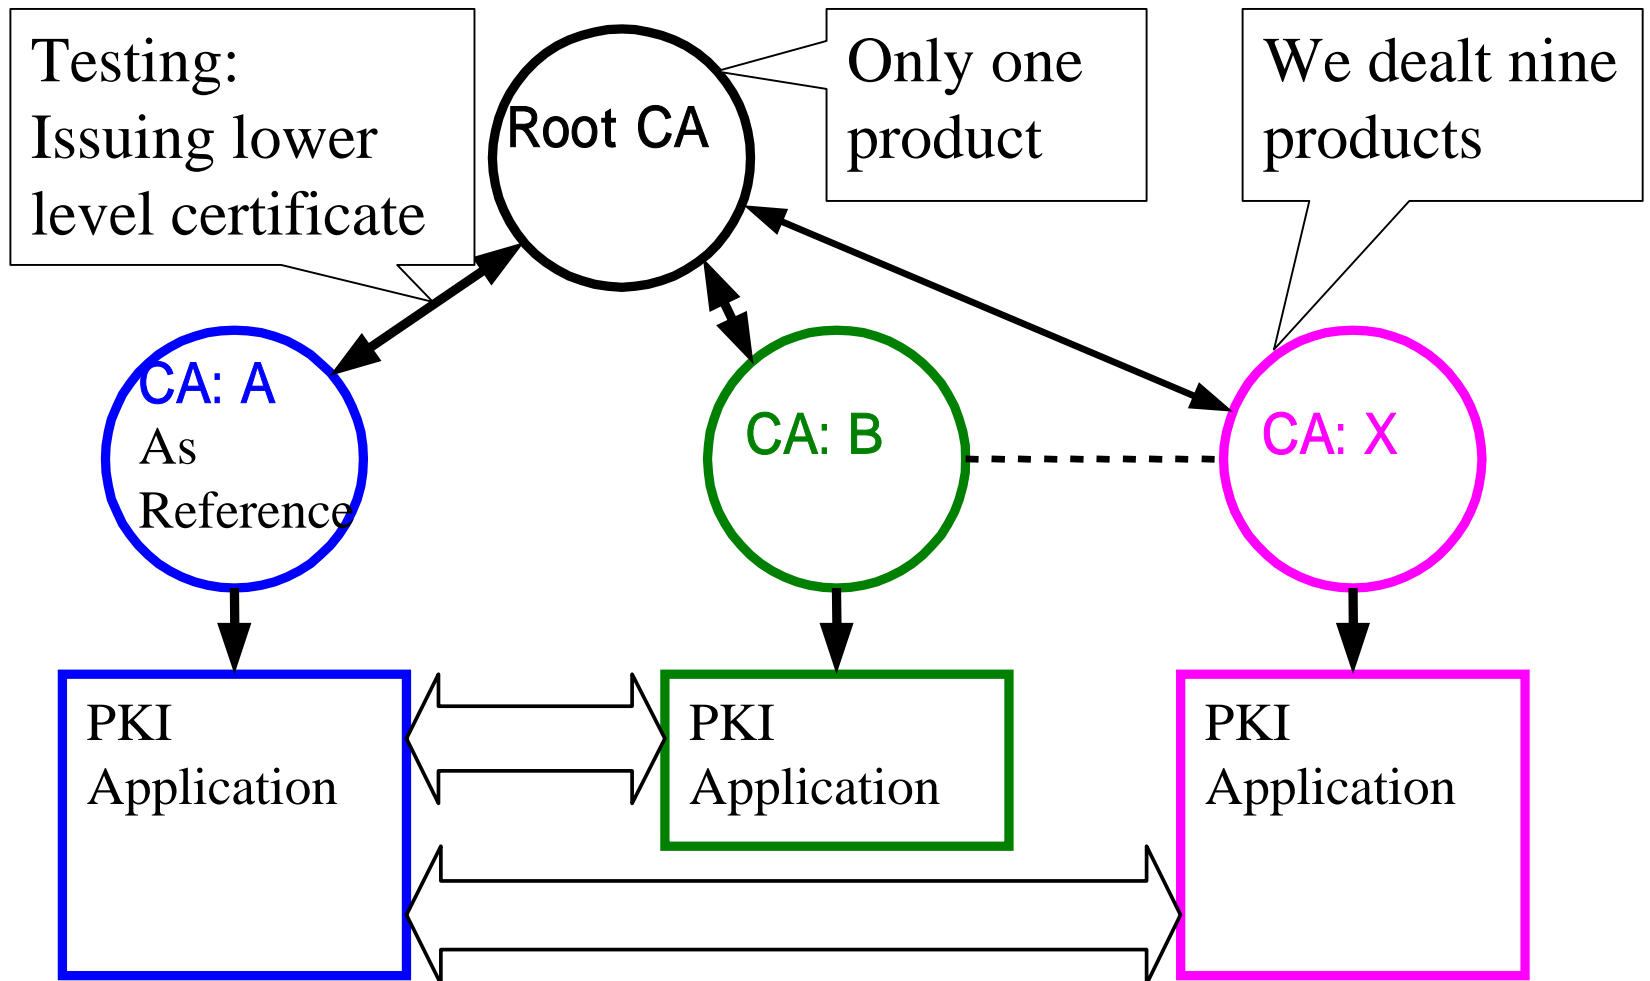 Testing:
Issuing lower
level certificate
Root CA
Only one
product
We dealt nine
products
CA: A
As
Reference
CA: B
CA: X
PKI
Application
PKI
Application
PKI
Application